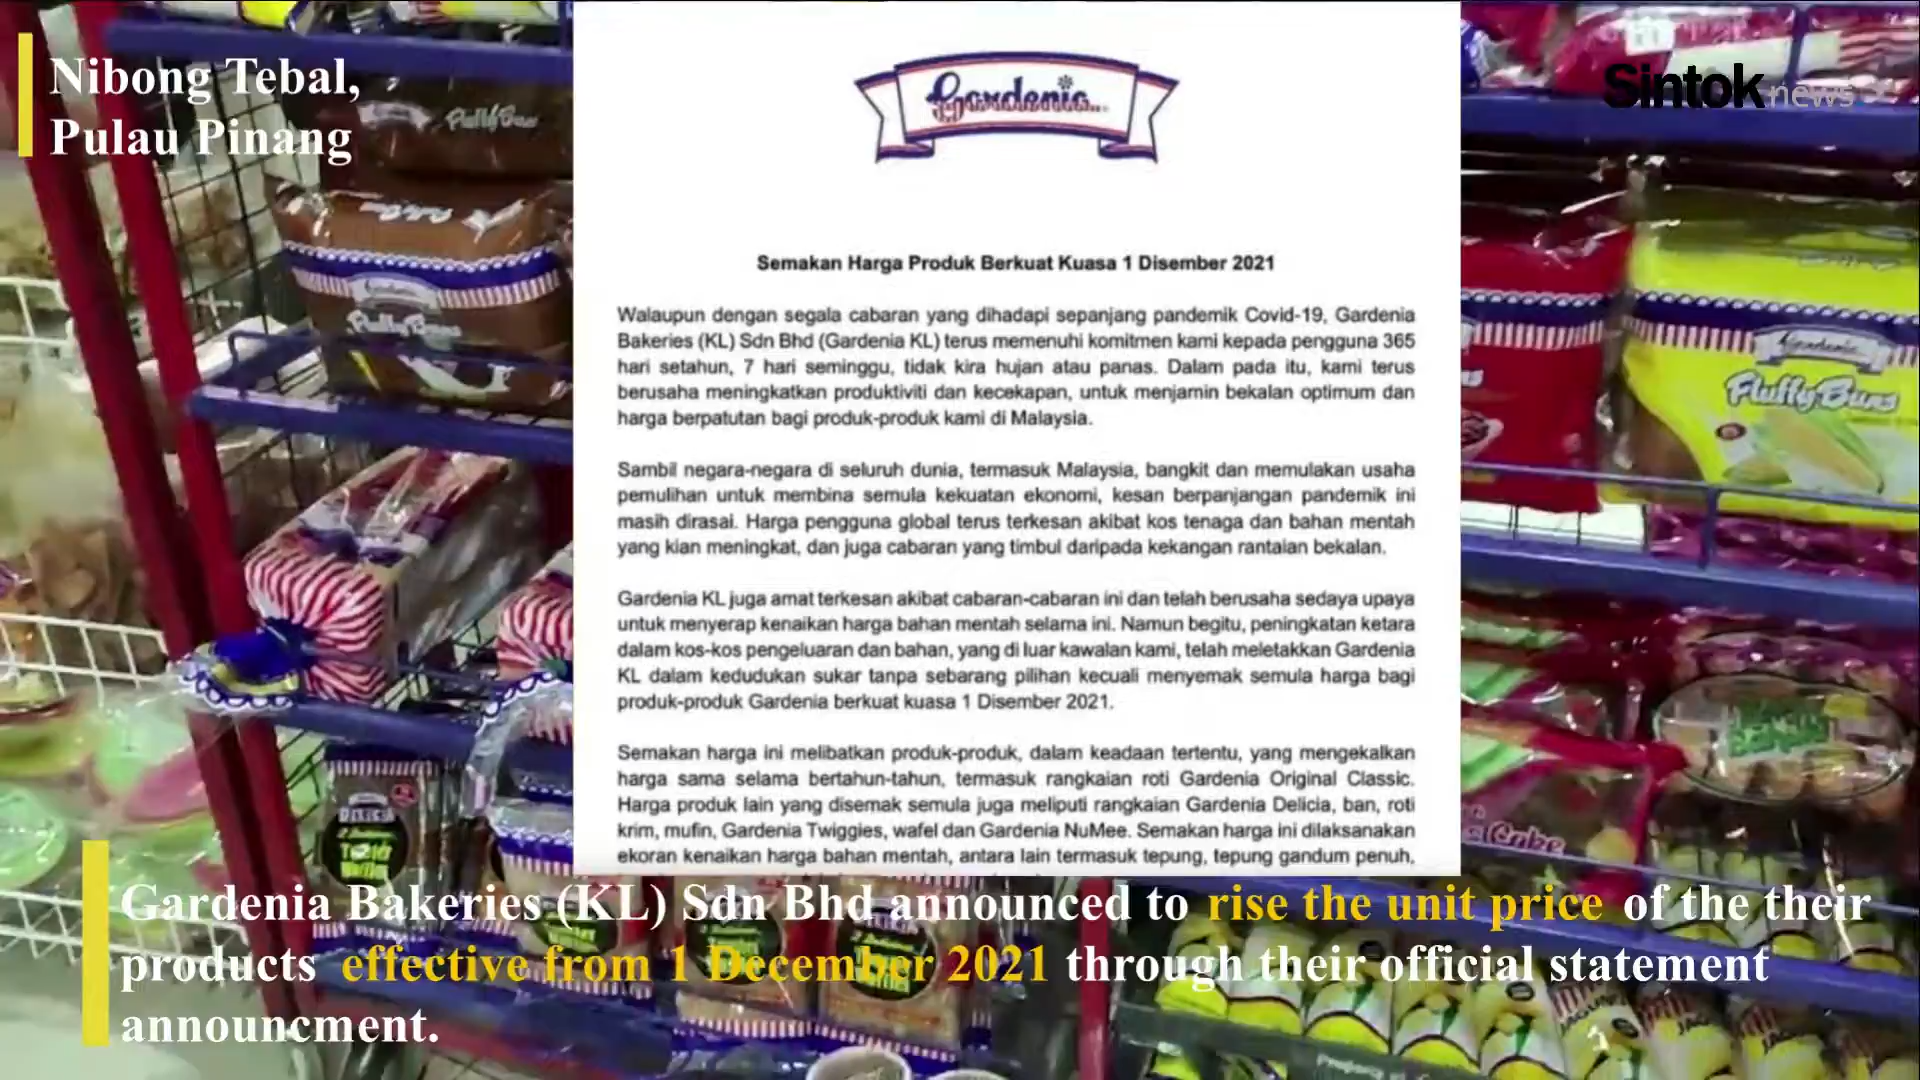 Nibong Tebal,
Pulau Pinang
Gardenia
Sintok news
Semakan Harga Produk Berkuat Kuasa 1 Disember 2021
Walaupun dengan segala cabaran yang dihadapi sepanjang pandemik Covid-19, Gardenia
Bakeries (KL) Sdn Bhd (Gardenia KL) terus memenuhi komitmen kami kepada pengguna 365
hari setahun, 7 hari seminggu, tidak kira hujan atau panas. Dalam pada itu, kami terus
berusaha meningkatkan produktiviti dan kecekapan, untuk menjamin bekalan optimum dan
harga berpatutan bagi produk-produk kami di Malaysia.
Sambil negara-negara di seluruh dunia, termasuk Malaysia, bangkit dan memulakan usaha
pemulihan untuk membina semula kekuatan ekonomi, kesan berpanjangan pandemik ini
masih dirasai. Harga pengguna global terus terkesan akibat kos tenaga dan bahan mentah
yang kian meningkat, dan juga cabaran yang timbul daripada kekangan rantaian bekalan.
Gardenia KL juga amat terkesan akibat cabaran-cabaran ini dan telah berusaha sedaya upaya
untuk menyerap kenaikan harga bahan mentah selama ini. Namun begitu, peningkatan ketara
dalam kos-kos pengeluaran dan bahan, yang di luar kawalan kami, telah meletakkan Gardenia
KL dalam kedudukan sukar tanpa sebarang pilihan kecuali menyemak semula harga bagi
produk-produk Gardenia berkuat kuasa 1 Disember 2021.
Semakan harga ini melibatkan produk-produk, dalam keadaan tertentu, yang mengekalkan
harga sama selama bertahun-tahun, termasuk rangkaian roti Gardenia Original Classic.
Harga produk lain yang disemak semula juga meliputi rangkaian Gardenia Delicia, ban, roti
krim, mufin, Gardenia Twiggies, wafel dan Gardenia NuMee. Semakan harga ini dilaksanakan
ekoran kenaikan harga bahan mentah, antara lain termasuk tepung, tepung gandum penuh,
Fluffy Buns
Fluffy Buns
Gardenia
Fluffy Buns
DELICIA
Gardenia Bakeries (KL) Sdn Bhd announced to rise the unit price of the their
products effective from 1 December 2021 through their official statement
announcment.